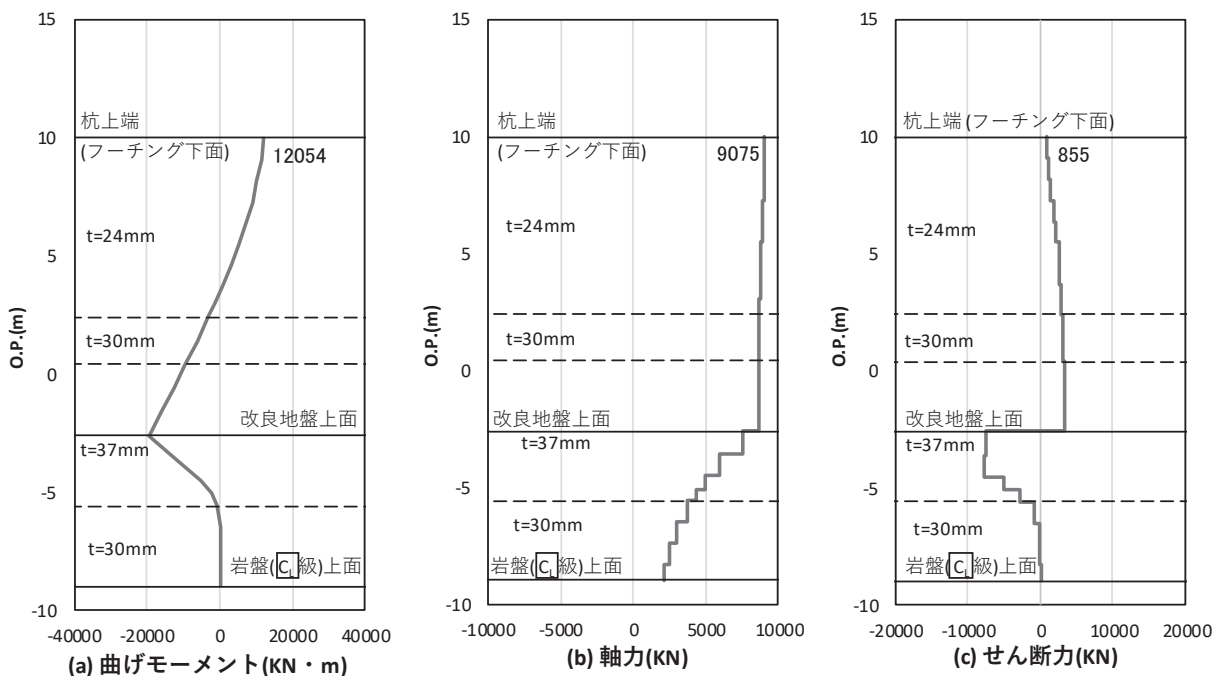 15
杭上端
10
(フーチング下面)
12054
t=24mm
5
O.P.(m)
t=30mm
0
改良地盤上面
t=37mm
-5
t=30mm
岩盤(CL級)上面
-10
-40000
-20000
0
20000
40000
(a) 曲げモーメント(KN・m)
15
杭上端
10
(フーチング下面)
9075
t=24mm
5
O.P.(m)
t=30mm
0
改良地盤上面
t=37mm
-5
t=30mm
岩盤(CL級)上面
-10
-10000
-5000
0
5000
10000
(b) 軸力(KN)
15
杭上端 (フーチング下面)
10
855
t=24mm
5
O.P.(m)
t=30mm
0
改良地盤上面
t=37mm
-5
t=30mm
岩盤(CL級)上面
-10
-20000
-10000
0
10000
20000
(c) せん断力(KN)